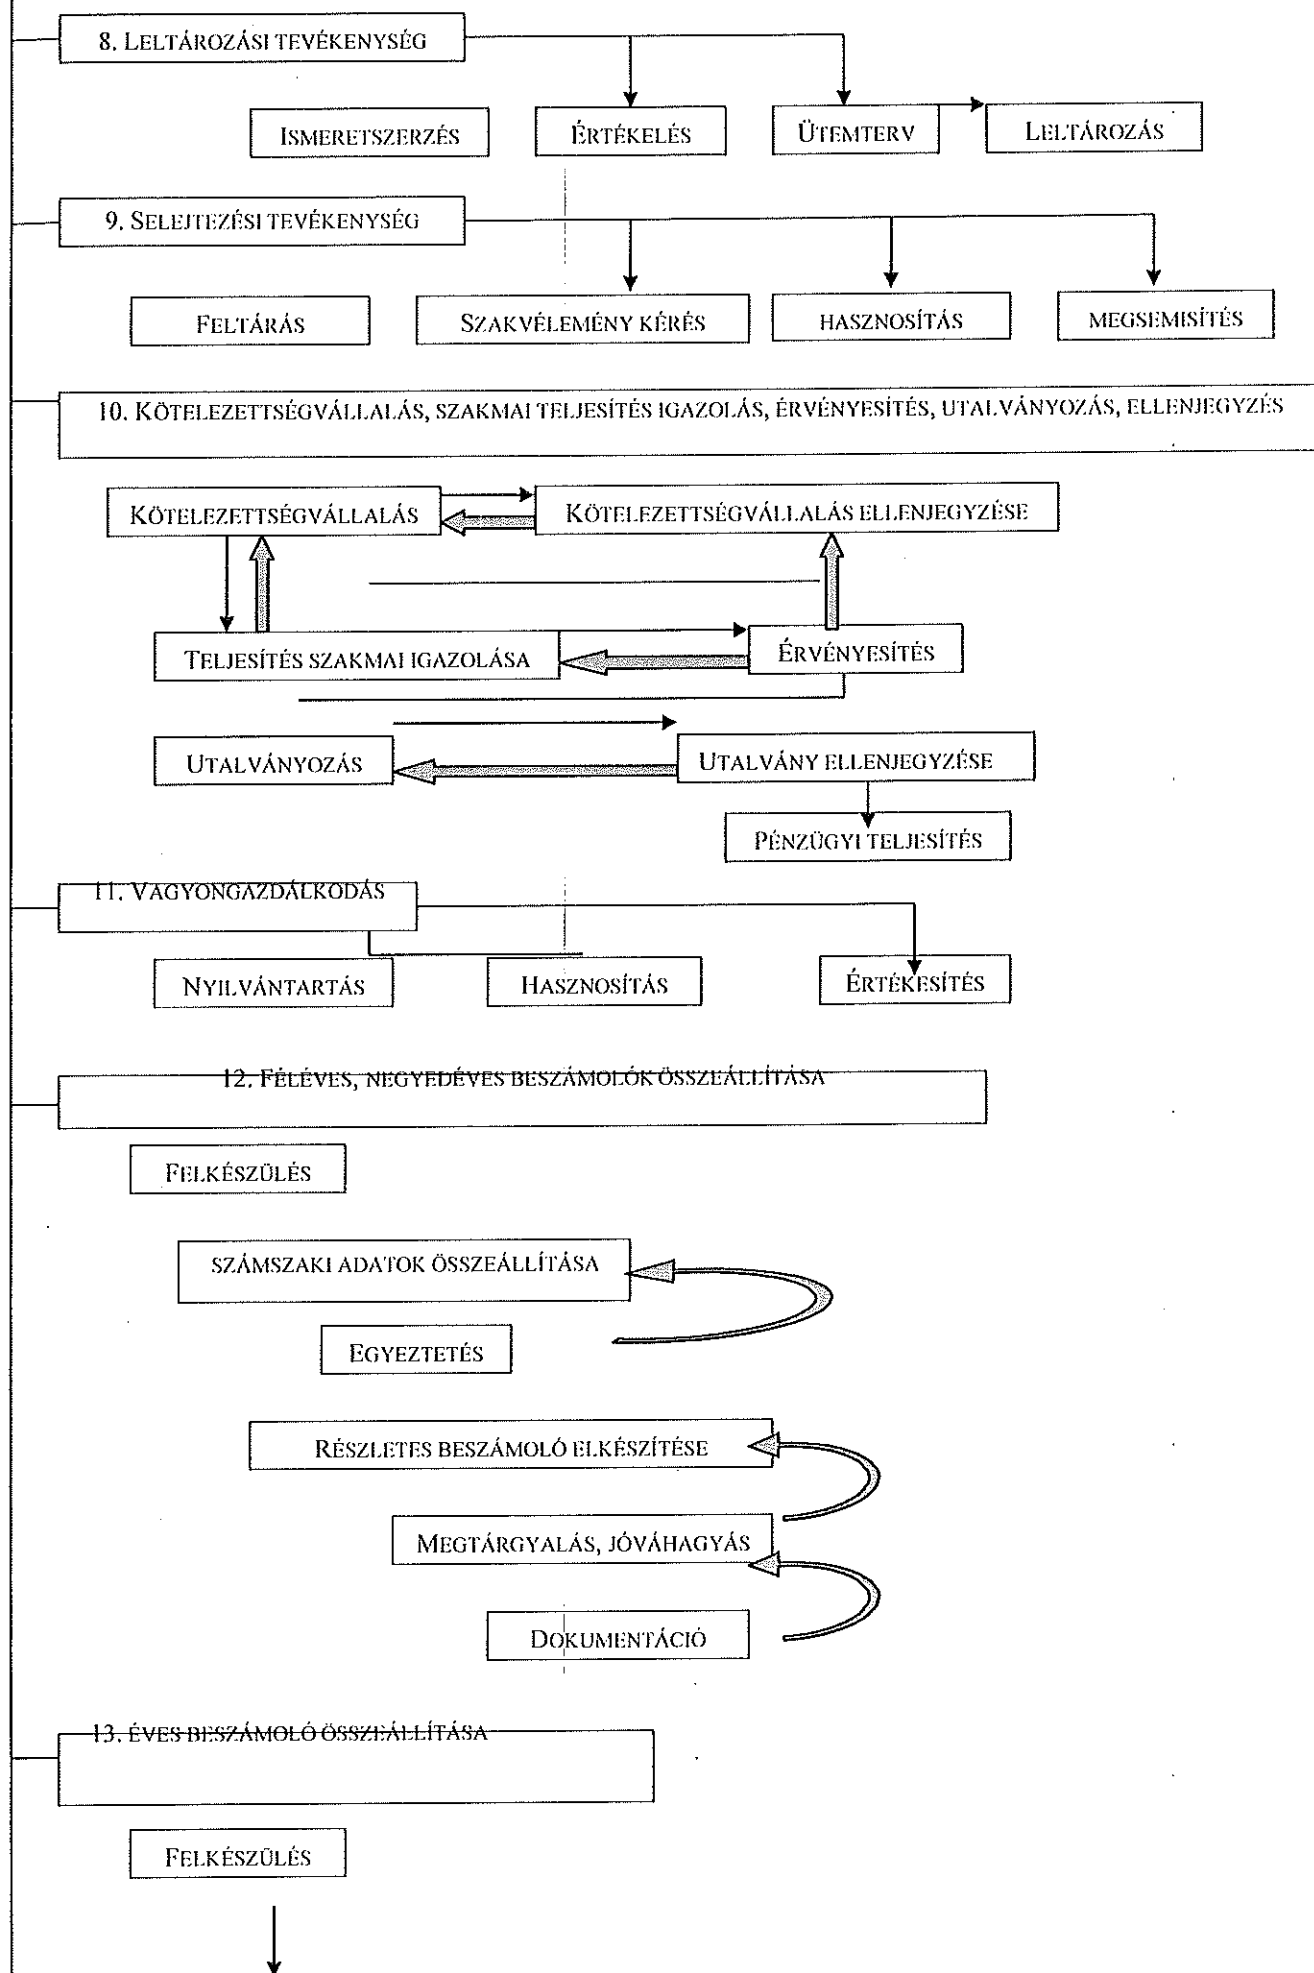 8. LELTÁROZÁSI TEVÉKENYSÉG
ISMERETSZERZÉS
ÉRTÉKELÉS
ÜTEMTERV
LELTÁROZÁS
9. SELEJTEZÉSI TEVÉKENYSÉG
FELTÁRÁS
SZAKVÉLEMÉNY KÉRÉS
HASZNOSÍTÁS
MEGSEMISÍTÉS
10. KÖTELEZETTSÉGVÁLLALÁS, SZAKMAI TELJESÍTÉS IGAZOLÁS, ÉRVÉNYESÍTÉS, UTALVÁNYOZÁS, ELLENJEGYZÉS
KÖTELEZETTSÉGVÁLLALÁS
KÖTELEZETTSÉGVÁLLALÁS ELLENJEGYZÉSE
TELJESÍTÉS SZAKMAI IGAZOLÁSA
ÉRVÉNYESÍTÉS
UTALVÁNYOZÁS
UTALVÁNY ELLENJEGYZÉSE
PÉNZÜGYI TELJESÍTÉS
11. VAGYONGAZDÁLKODÁS
NYILVÁNTARTÁS
HASZNOSÍTÁS
ÉRTÉKESÍTÉS
12. FÉLÉVES, NEGYEDÉVES BESZÁMOLÓK ÖSSZEÁLLÍTÁSA
FELKÉSZÜLÉS
SZÁMSZAKI ADATOK ÖSSZEÁLLÍTÁSA
EGYEZTETÉS
RÉSZLETES BESZÁMOLÓ ELKÉSZÍTÉSE
MEGTÁRGYALÁS, JÓVÁHAGYÁS
DOKUMENTÁCIÓ
13. ÉVES BESZÁMOLÓ ÖSSZEÁLLÍTÁSA
FELKÉSZÜLÉS